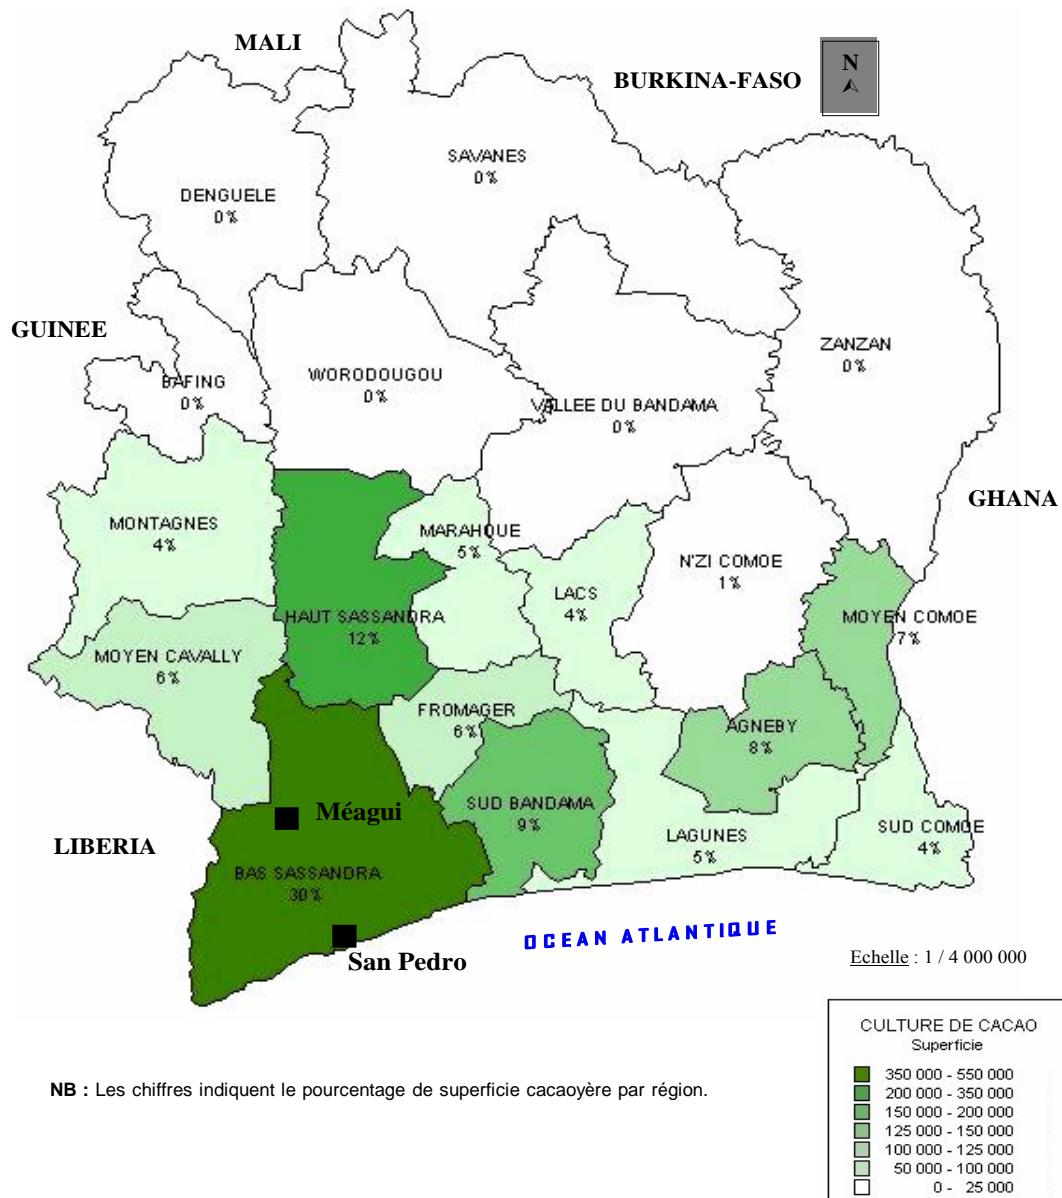 MALI
N
BURKINA-FASO
SAVANES
0%
DENGUELE
0%
GUINEE
ZANZAN
0%
BAFING
0%
WORODOUGOU
0%
VALLEE DU BANDAMA
0%
GHANA
MONTAGNES
4%
MARAHOUE
5%
N'ZI COMOE
1%
LACS
4%
HAUT SASSANDRA
12%
MOYEN COMOE
7%
MOYEN CAVALLY
6%
FROMAGER
6%
AGNEBY
8%
SUD BANDAMA
9%
Méagui
LAGUNES
5%
SUD COMOE
4%
LIBERIA
BAS SASSANDRA
30%
OCEAN ATLANTIQUE
San Pedro
Echelle : 1 / 4 000 000
CULTURE DE CACAO
Superficie
350 000 - 550 000
200 000 - 350 000
150 000 - 200 000
125 000 - 150 000
100 000 - 125 000
50 000 - 100 000
0 - 25 000
NB : Les chiffres indiquent le pourcentage de superficie cacaoyère par région.